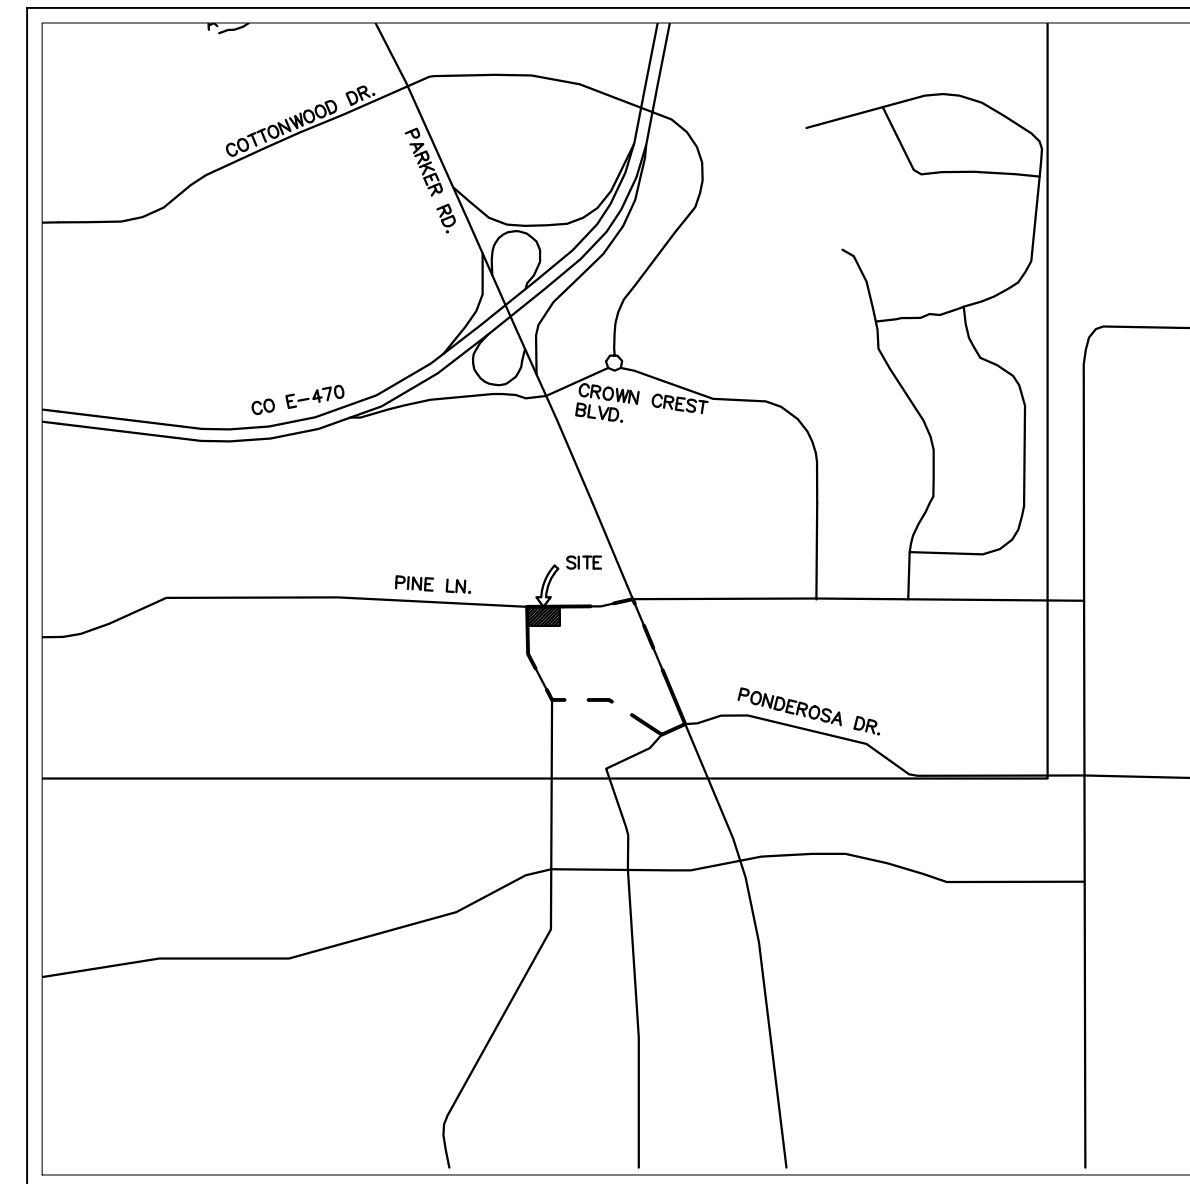 COTTONWOOD DR.
PARKER RD.
CO E-470
CROWN CREST
BLVD.
SITE
PINE LN.
PONDEROSA DR.